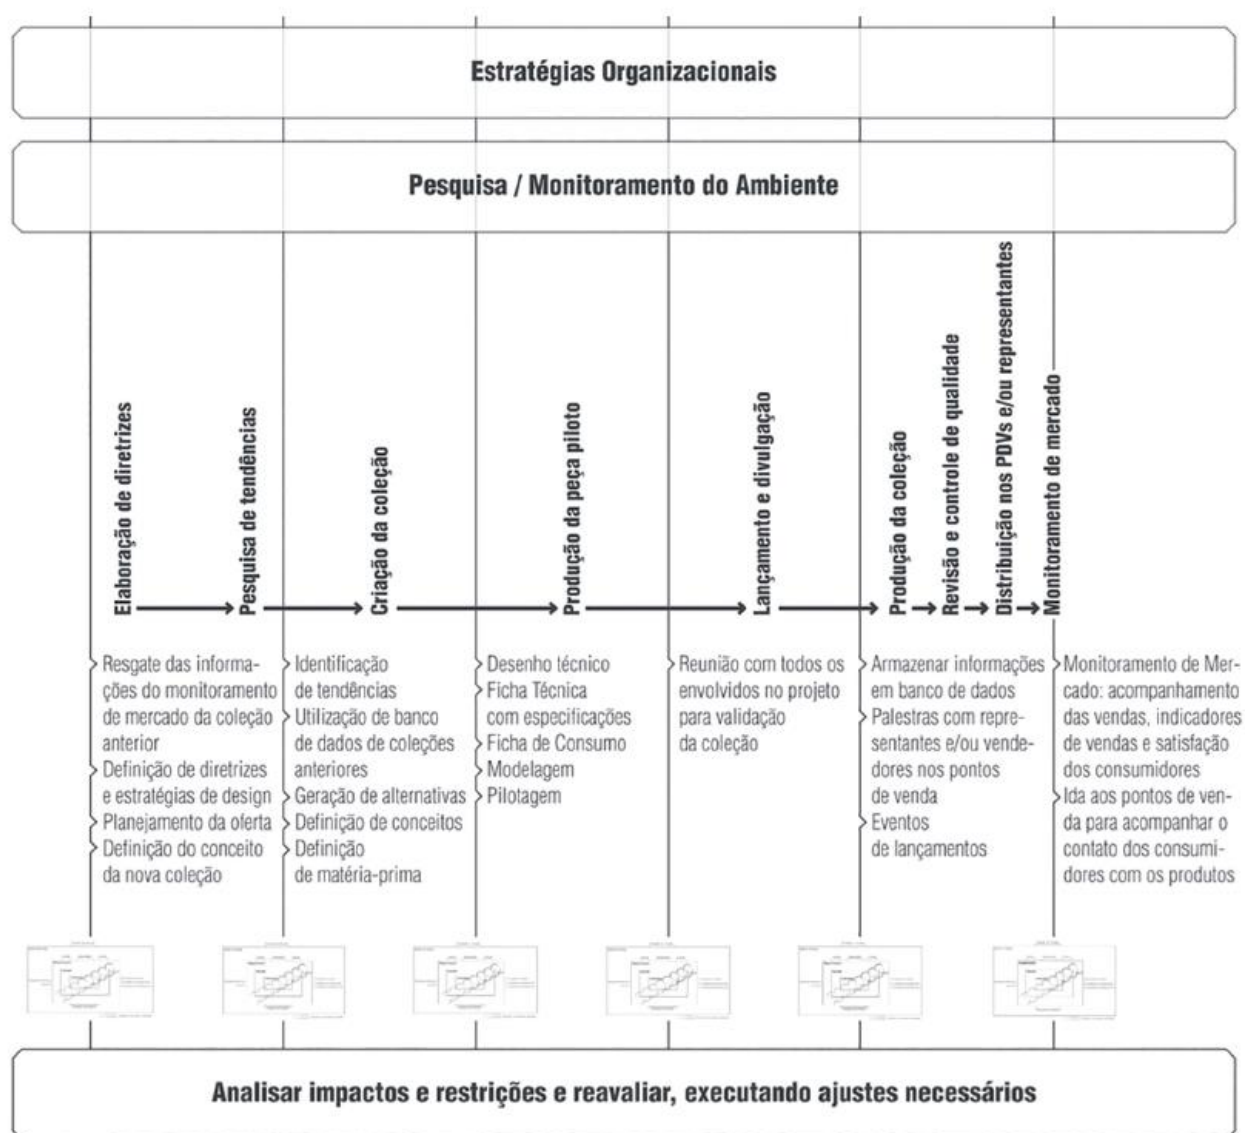 Estratégias Organizacionais
Pesquisa / Monitoramento do Ambiente
Elaboração de diretrizes
Pesquisa de tendências
Criação da coleção
Produção da peça piloto
Lançamento e divulgação
Produção da coleção
Revisão e controle de qualidade
Distribuição nos PDVs e/ou representantes
Monitoramento de mercado
Resgate das informa-
ções do monitoramento
de mercado da coleção
anterior
Definição de diretrizes
e estratégias de design
Planejamento da oferta
Definição do conceito
da nova coleção
Identificação
de tendências
Utilização de banco
de dados de coleções
anteriores
Geração de alternativas
Definição de conceitos
Definição
de matéria-prima
Desenho técnico
Ficha Técnica
com especificações
Ficha de Consumo
Modelagem
Pilotagem
Reunião com todos os
envolvidos no projeto
para validação
da coleção
Armazenar informações
em banco de dados
Palestras com repre-
sentantes e/ou vende-
dores nos pontos
de venda
Eventos
de lançamentos
Monitoramento de Mer-
cado: acompanhamento
das vendas, indicadores
de vendas e satisfação
dos consumidores
Ida aos pontos de ven-
da para acompanhar o
contato dos consumi-
dores com os produtos
Analisar impactos e restrições e reavaliar, executando ajustes necessários